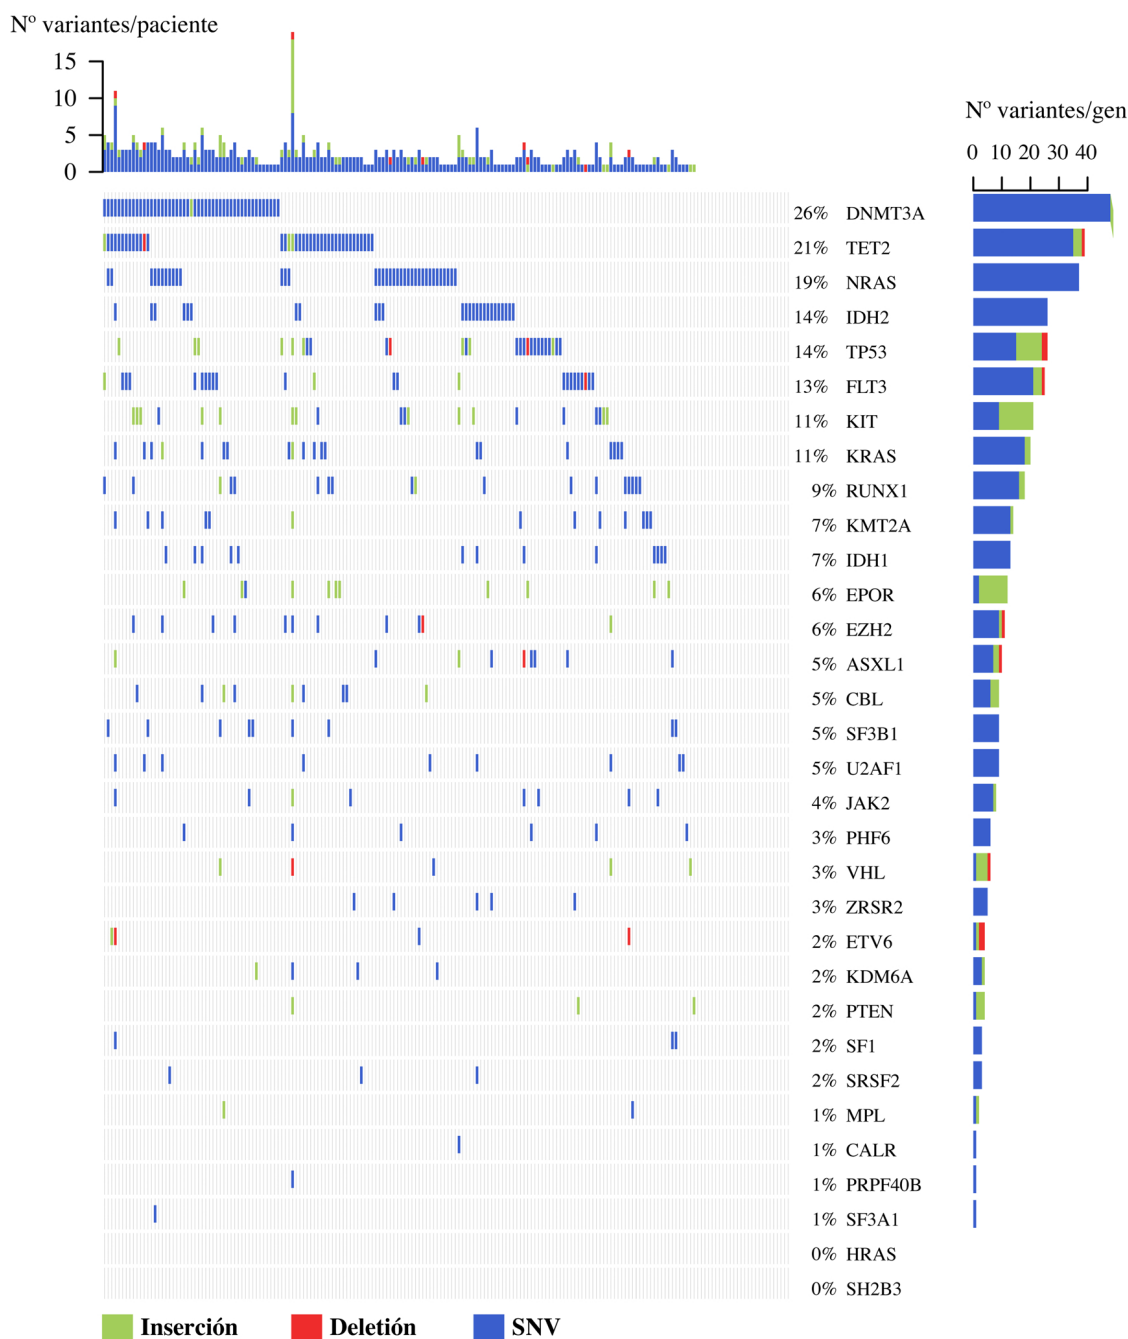 Nº variantes/paciente
15
10
5
0
Nº variantes/gen
0 10 20 30 40
26% DNMT3A
21% TET2
19% NRAS
14% IDH2
14% TP53
13% FLT3
11% KIT
11% KRAS
9% RUNX1
7% KMT2A
7% IDH1
6% EPOR
6% EZH2
5% ASXL1
5% CBL
5% SF3B1
5% U2AF1
4% JAK2
3% PHF6
3% VHL
3% ZRSR2
2% ETV6
2% KDM6A
2% PTEN
2% SF1
2% SRSF2
1% MPL
1% CALR
1% PRPF40B
1% SF3A1
0% HRAS
0% SH2B3
Inserción Deletión SNV